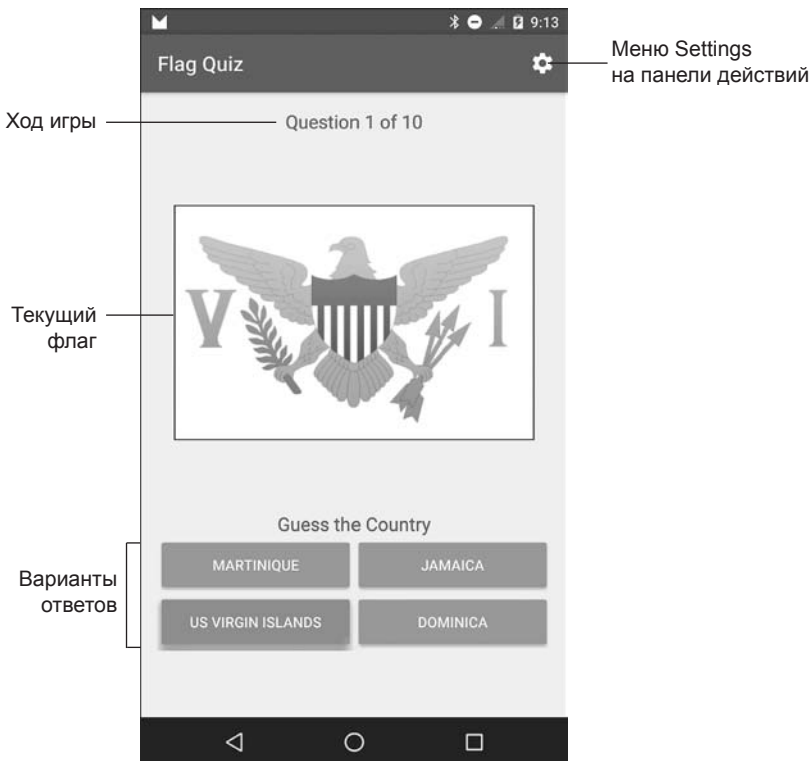 9:13
Flag Quiz
Меню Settings
на панели действий
Ход игры
Question 1 of 10
Текущий
флаг
V I
Guess the Country
Варианты
ответов
MARTINIQUE
JAMAICA
US VIRGIN ISLANDS
DOMINICA